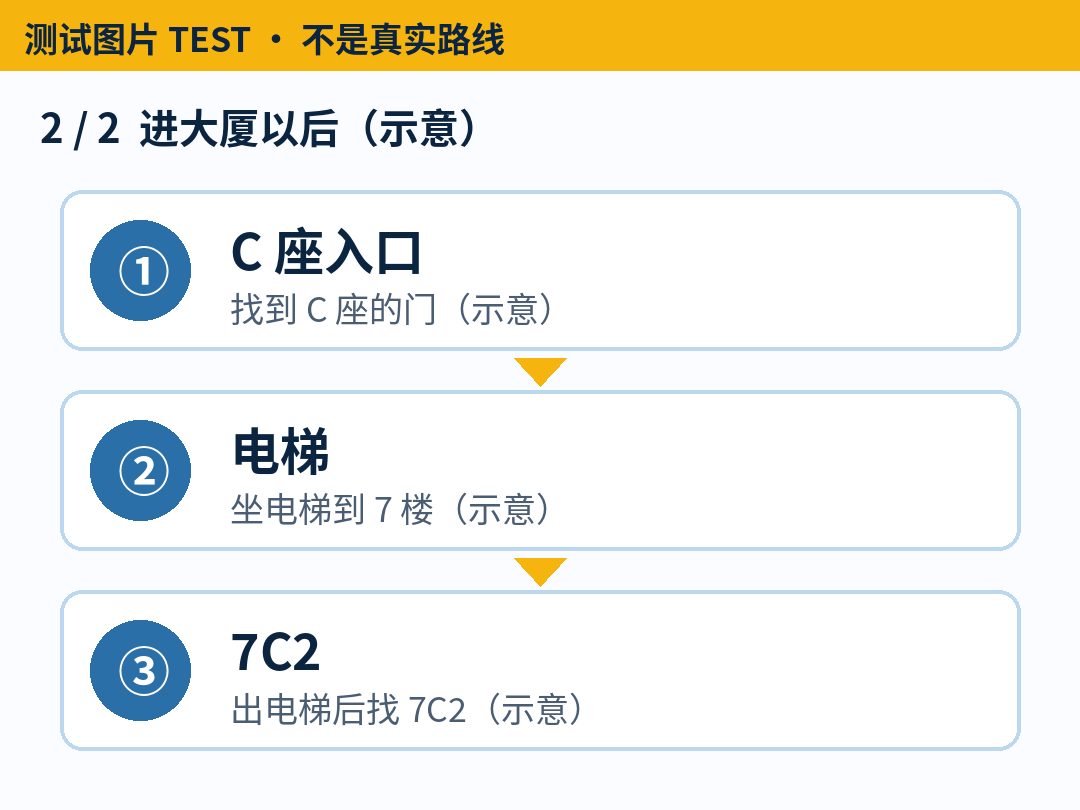 测试图片 TEST · 不是真实路线
2 / 2 进大厦以后（示意）
①
C 座入口
找到 C 座的门（示意）
②
电梯
坐电梯到 7 楼（示意）
③
7C2
出电梯后找 7C2（示意）